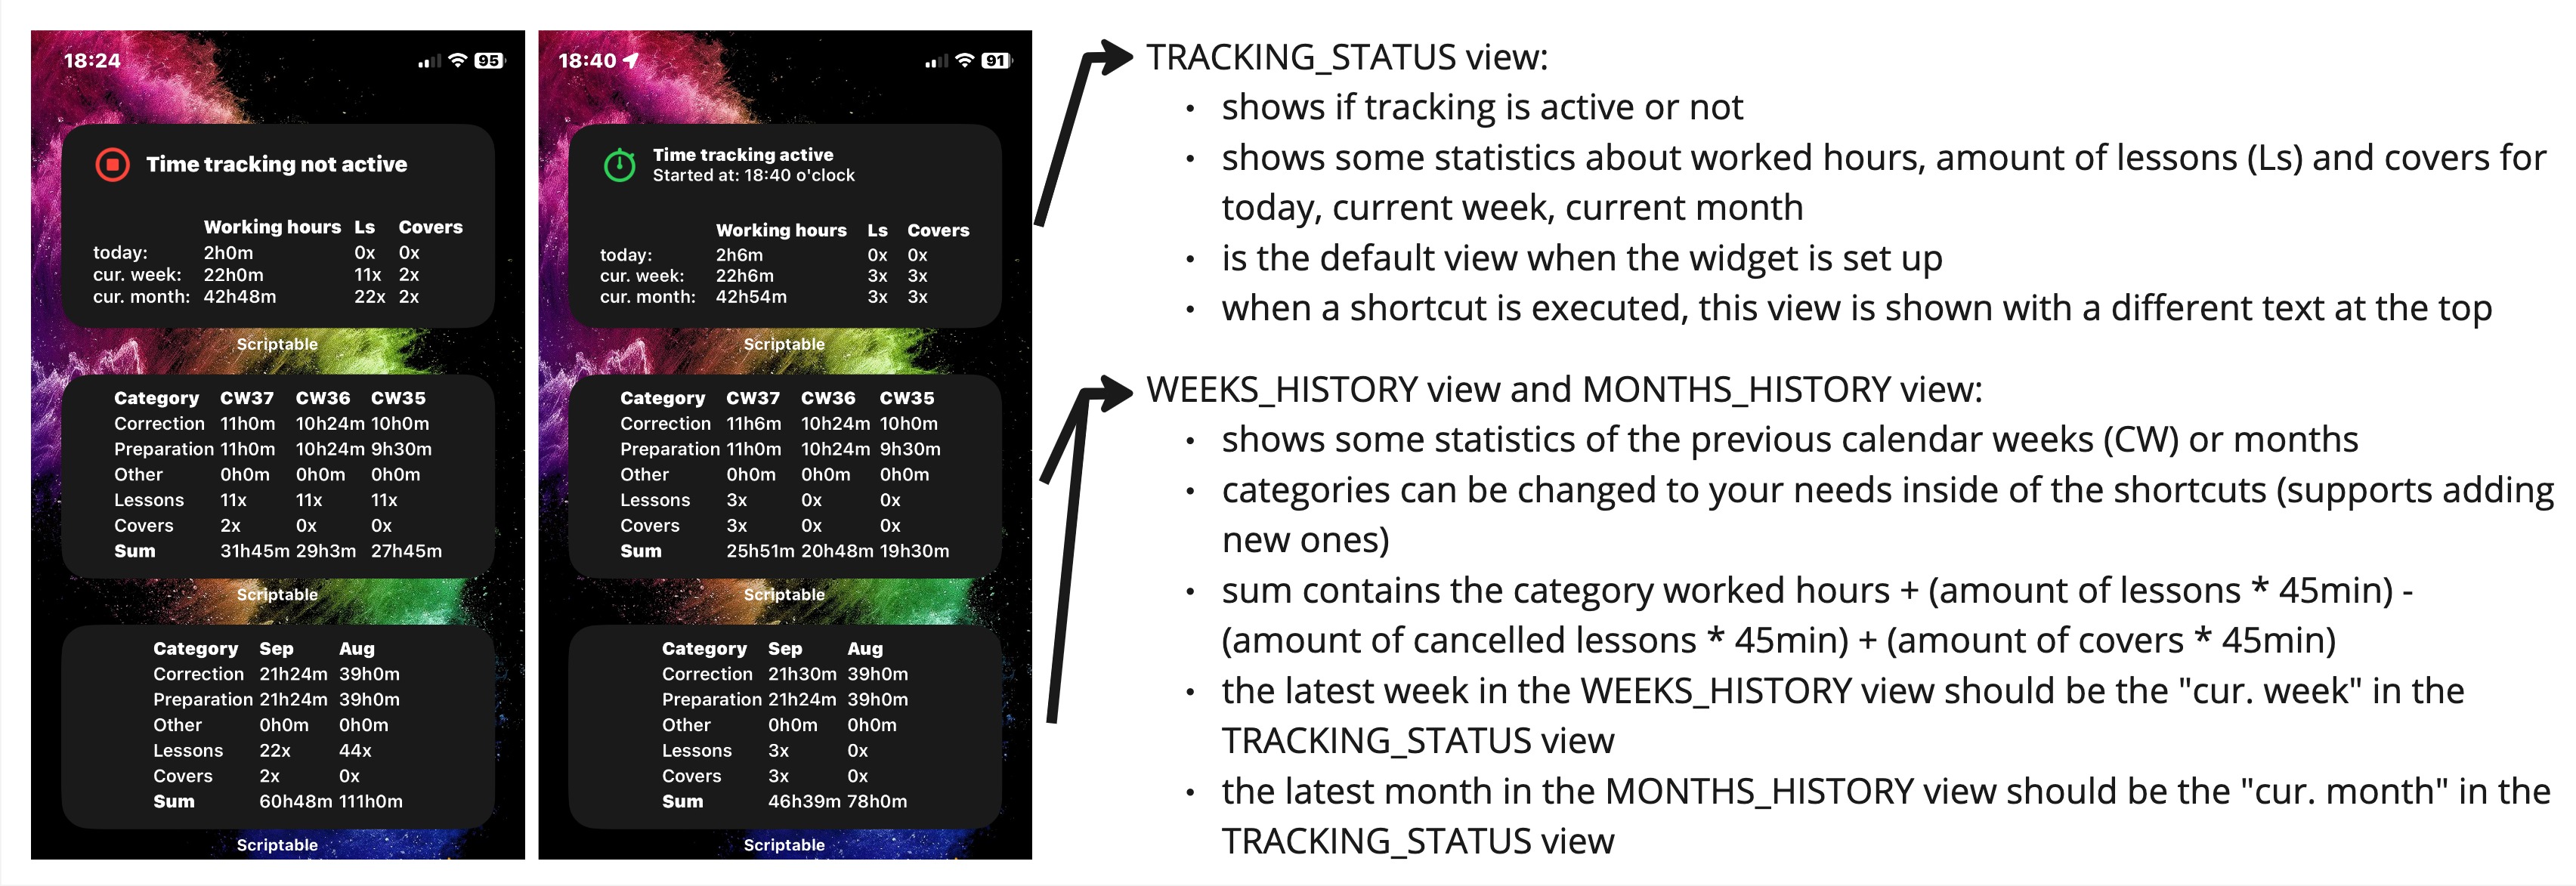 18:24
95
Time tracking not active
Working hours Ls Covers
today: 2h0m 0x 0x
cur. week: 22h0m 11x 2x
cur. month: 42h48m 22x 2x
Scriptable
Category CW37 CW36 CW35
Correction 11h0m 10h24m 10h0m
Preparation 11h0m 10h24m 9h30m
Other 0h0m 0h0m 0h0m
Lessons 11x 11x 11x
Covers 2x 0x 0x
Sum 31h45m 29h3m 27h45m
Scriptable
Category Sep Aug
Correction 21h24m 39h0m
Preparation 21h24m 39h0m
Other 0h0m 0h0m
Lessons 22x 44x
Covers 2x 0x
Sum 60h48m 111h0m
Scriptable
18:40
91
Time tracking active
Started at: 18:40 o'clock
Working hours Ls Covers
today: 2h6m 0x 0x
cur. week: 22h6m 3x 3x
cur. month: 42h54m 3x 3x
Scriptable
Category CW37 CW36 CW35
Correction 11h6m 10h24m 10h0m
Preparation 11h0m 10h24m 9h30m
Other 0h0m 0h0m 0h0m
Lessons 3x 0x 0x
Covers 3x 0x 0x
Sum 25h51m 20h48m 19h30m
Scriptable
Category Sep Aug
Correction 21h30m 39h0m
Preparation 21h24m 39h0m
Other 0h0m 0h0m
Lessons 3x 0x
Covers 3x 0x
Sum 46h39m 78h0m
Scriptable
TRACKING_STATUS view:
• shows if tracking is active or not
• shows some statistics about worked hours, amount of lessons (Ls) and covers for
today, current week, current month
• is the default view when the widget is set up
• when a shortcut is executed, this view is shown with a different text at the top
WEEKS_HISTORY view and MONTHS_HISTORY view:
• shows some statistics of the previous calendar weeks (CW) or months
• categories can be changed to your needs inside of the shortcuts (supports adding
new ones)
• sum contains the category worked hours + (amount of lessons * 45min) -
(amount of cancelled lessons * 45min) + (amount of covers * 45min)
• the latest week in the WEEKS_HISTORY view should be the "cur. week" in the
TRACKING_STATUS view
• the latest month in the MONTHS_HISTORY view should be the "cur. month" in the
TRACKING_STATUS view